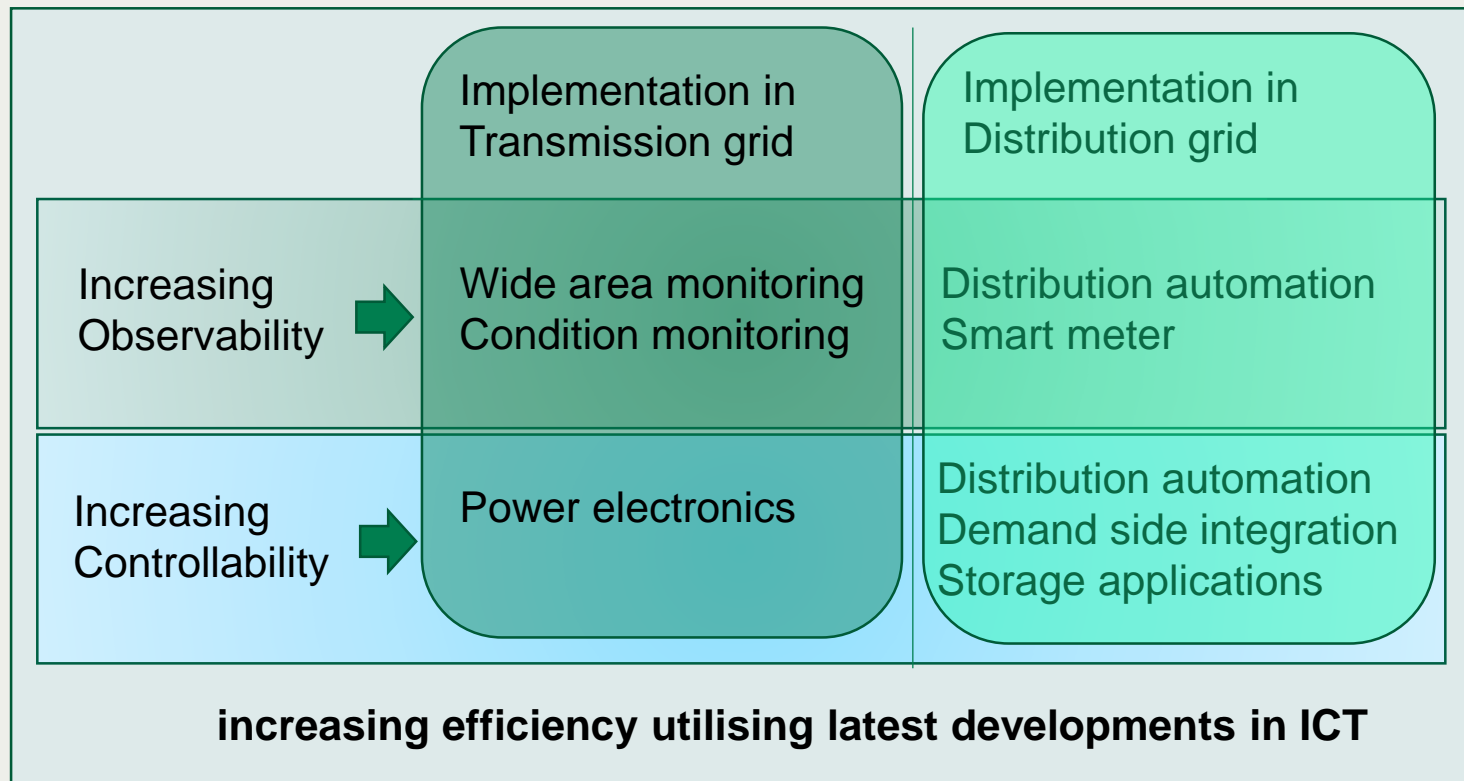 Implementation in
Transmission grid
Implementation in
Distribution grid
Increasing
Observability
Wide area monitoring
Condition monitoring
Distribution automation
Smart meter
Increasing
Controllability
Power electronics
Distribution automation
Demand side integration
Storage applications
increasing efficiency utilising latest developments in ICT